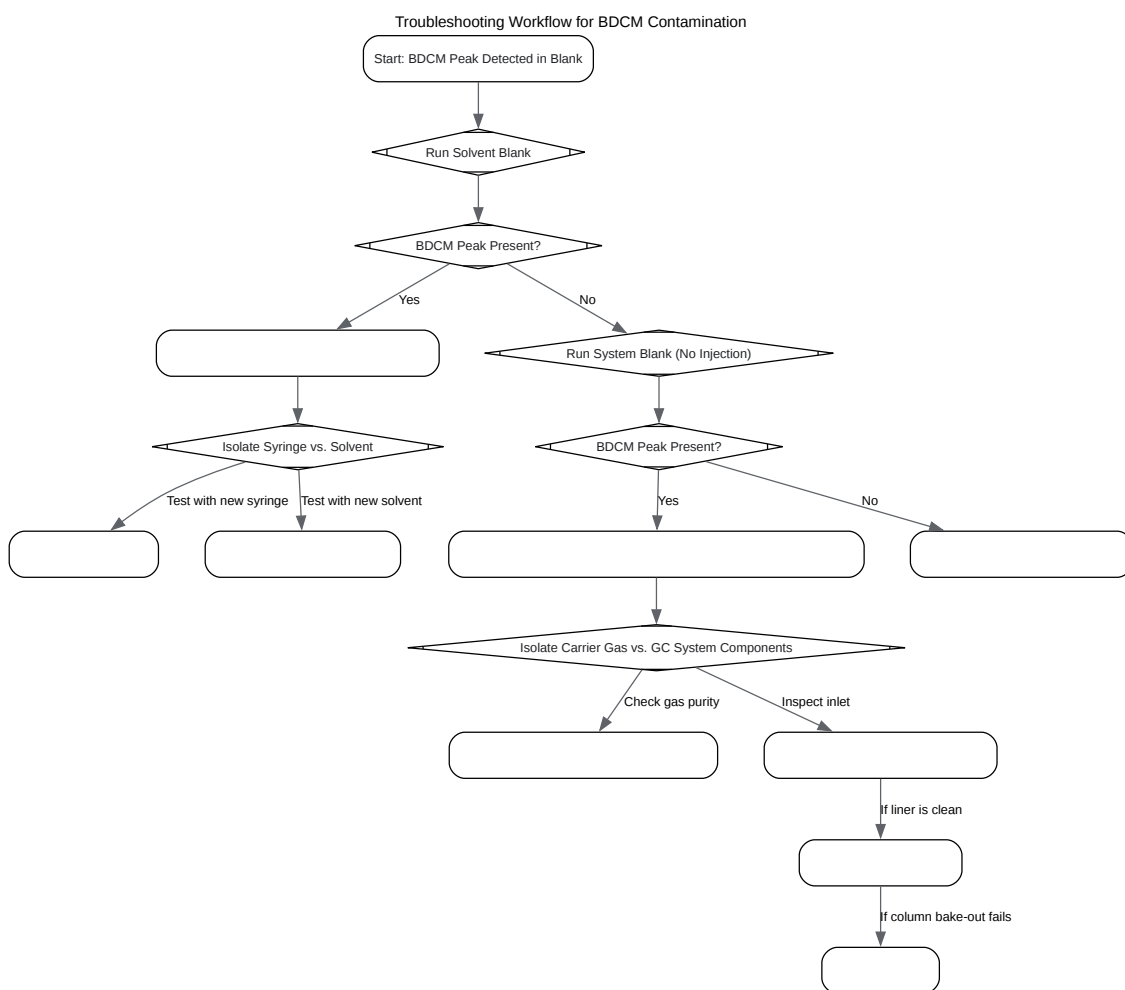 Troubleshooting Workflow for BDCM Contamination
Start: BDCM Peak Detected in Blank
Run Solvent Blank
BDCM Peak Present?
Yes
No
Run System Blank (No Injection)
Isolate Syringe vs. Solvent
BDCM Peak Present?
Test with new syringe
Test with new solvent
Yes
No
Isolate Carrier Gas vs. GC System Components
Check gas purity
Inspect inlet
If liner is clean
If column bake-out fails